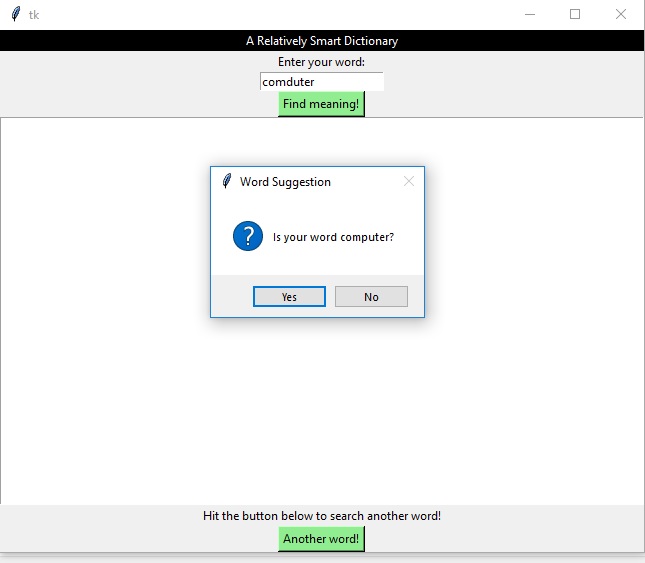 tk
A Relatively Smart Dictionary
Enter your word:
comduter
Find meaning!
Word Suggestion
?
Is your word computer?
Yes No
Hit the button below to search another word!
Another word!